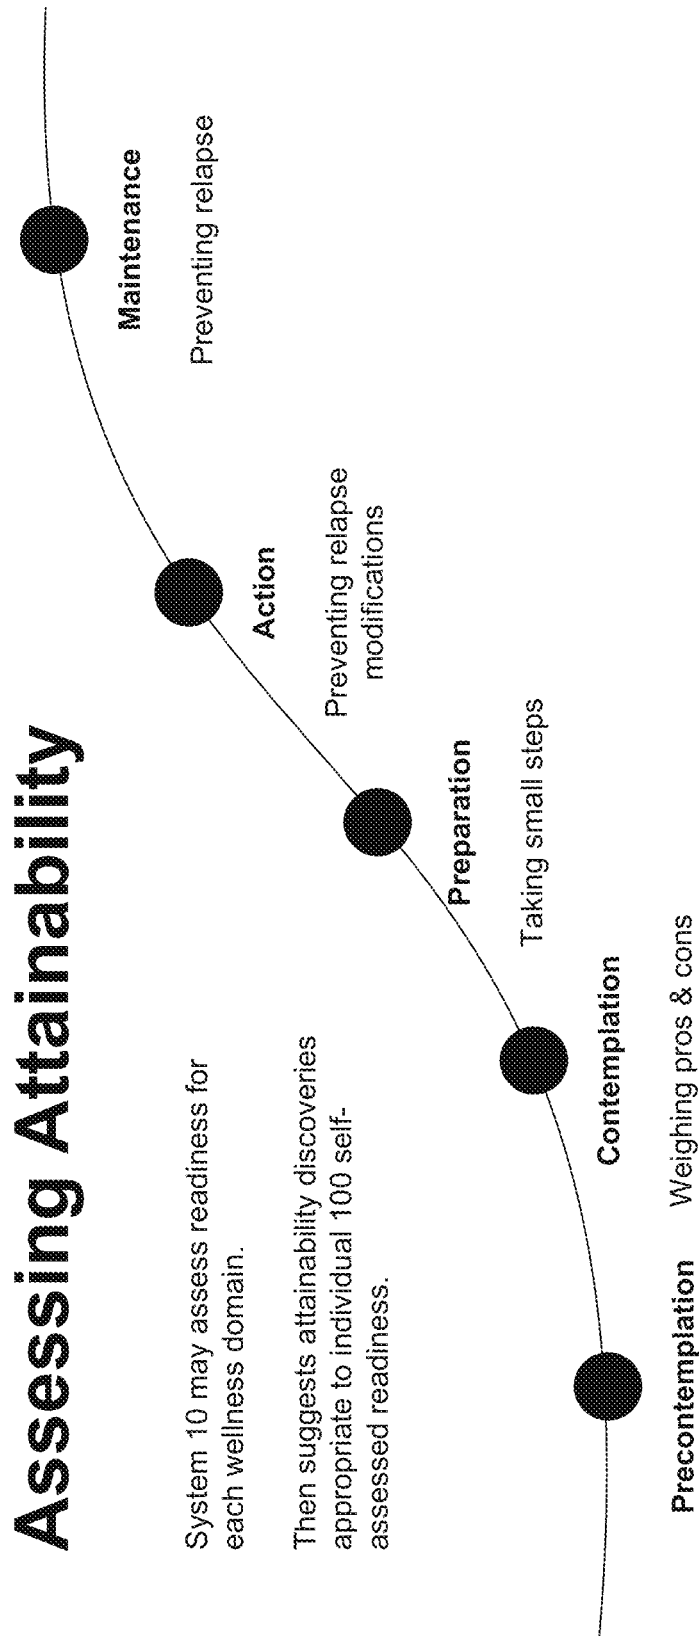 Assessing Attainability
System 10 may assess readiness for
each wellness domain.
Then suggests attainability discoveries
appropriate to individual 100 self-
assessed readiness.
Precontemplation
Contemplation
Weighing pros & cons
Preparation
Taking small steps
Action
Preventing relapse
modifications
Maintenance
Preventing relapse